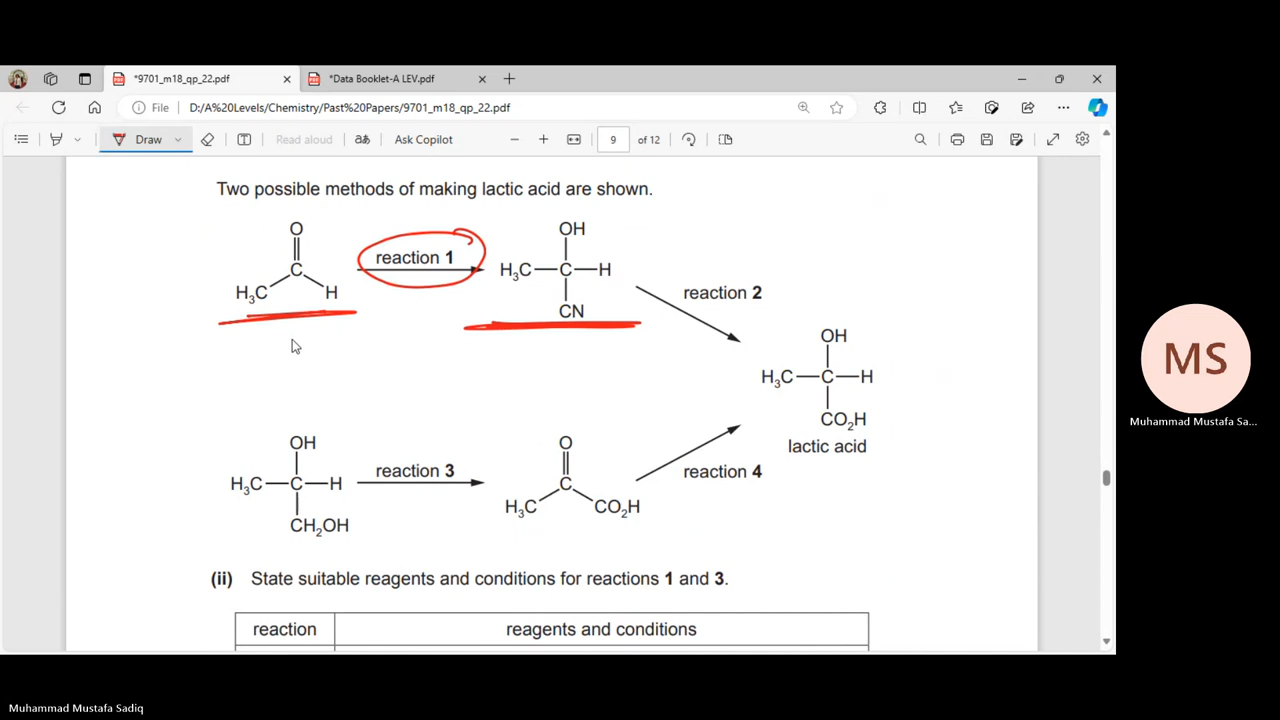 *9701_m18_qp_22.pdf
*Data Booklet-A LEV.pdf
File
D:/A%20Levels/Chemistry/Past%20Papers/9701_m18_qp_22.pdf
Draw
Read aloud
aあ
Ask Copilot
9
of 12
Two possible methods of making lactic acid are shown.
O
C
H₃C
H
reaction 1
OH
H₃C—C—H
CN
reaction 2
OH
H₃C—C—H
CO₂H
lactic acid
OH
H₃C—C—H
CH₂OH
reaction 3
O
C
H₃C
CO₂H
reaction 4
(ii) State suitable reagents and conditions for reactions 1 and 3.
reaction
reagents and conditions
MS
Muhammad Mustafa Sa...
Muhammad Mustafa Sadiq